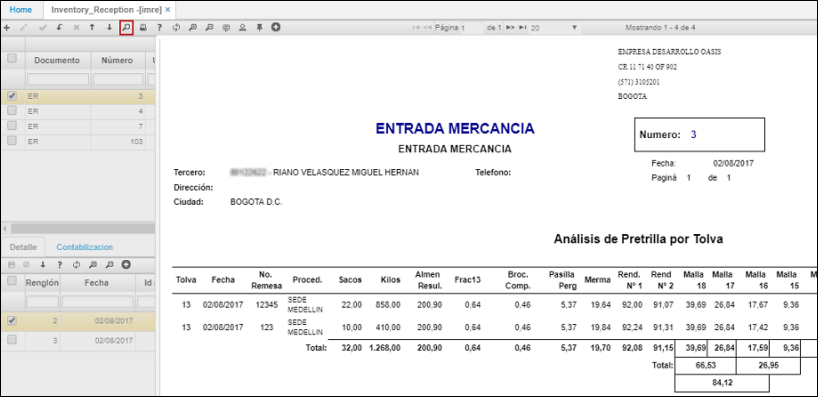 Home Inventory_Reception -[imre] ×
Página 1 de 1 20 Mostrando 1 - 4 de 4
Documento Número
ER 3
ER 4
ER 7
ER 103
EMPRESA DESARROLLO OASIS
CR 11 71 40 OF 902
(571) 3105201
BOGOTA
ENTRADA MERCANCIA
ENTRADA MERCANCIA
Numero: 3
Fecha: 02/08/2017
Paginá 1 de 1
Tercero: - RIANO VELASQUEZ MIGUEL HERNAN Telefono:
Dirección:
Ciudad: BOGOTA D.C.
Detalle Contabilizacion
Renglón Fecha Id
2 02/08/2017
3 02/08/2017
Análisis de Pretrilla por Tolva
Tolva Fecha No. Remesa Proced. Sacos Kilos Almen Resul. Frac13 Broc. Comp. Pasilla Perg Merma Rend. Nº 1 Rend Nº 2 Malla 18 Malla 17 Malla 16 Malla 15
13 02/08/2017 12345 SEDE MEDELLIN 22,00 858,00 200,90 0,64 0,46 5,37 19,64 92,00 91,07 39,69 26,84 17,67 9,36
13 02/08/2017 123 SEDE MEDELLIN 10,00 410,00 200,90 0,64 0,46 5,37 19,84 92,24 91,31 39,69 26,84 17,42 9,36
Total: 32,00 1.268,00 200,90 0,64 0,46 5,37 19,70 92,08 91,15 39,69 26,84 17,59 9,36
Total: 66,53 26,95
84,12